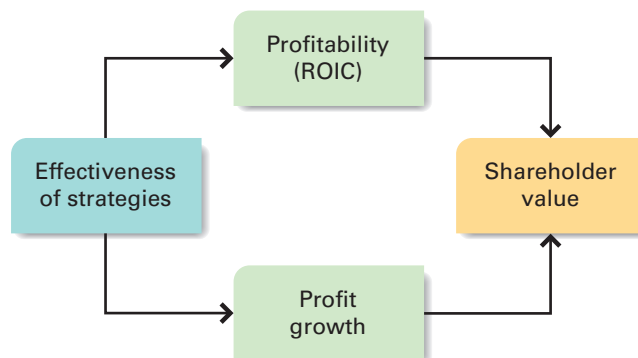 Profitability
(ROIC)
Effectiveness
of strategies
Shareholder
value
Profit
growth